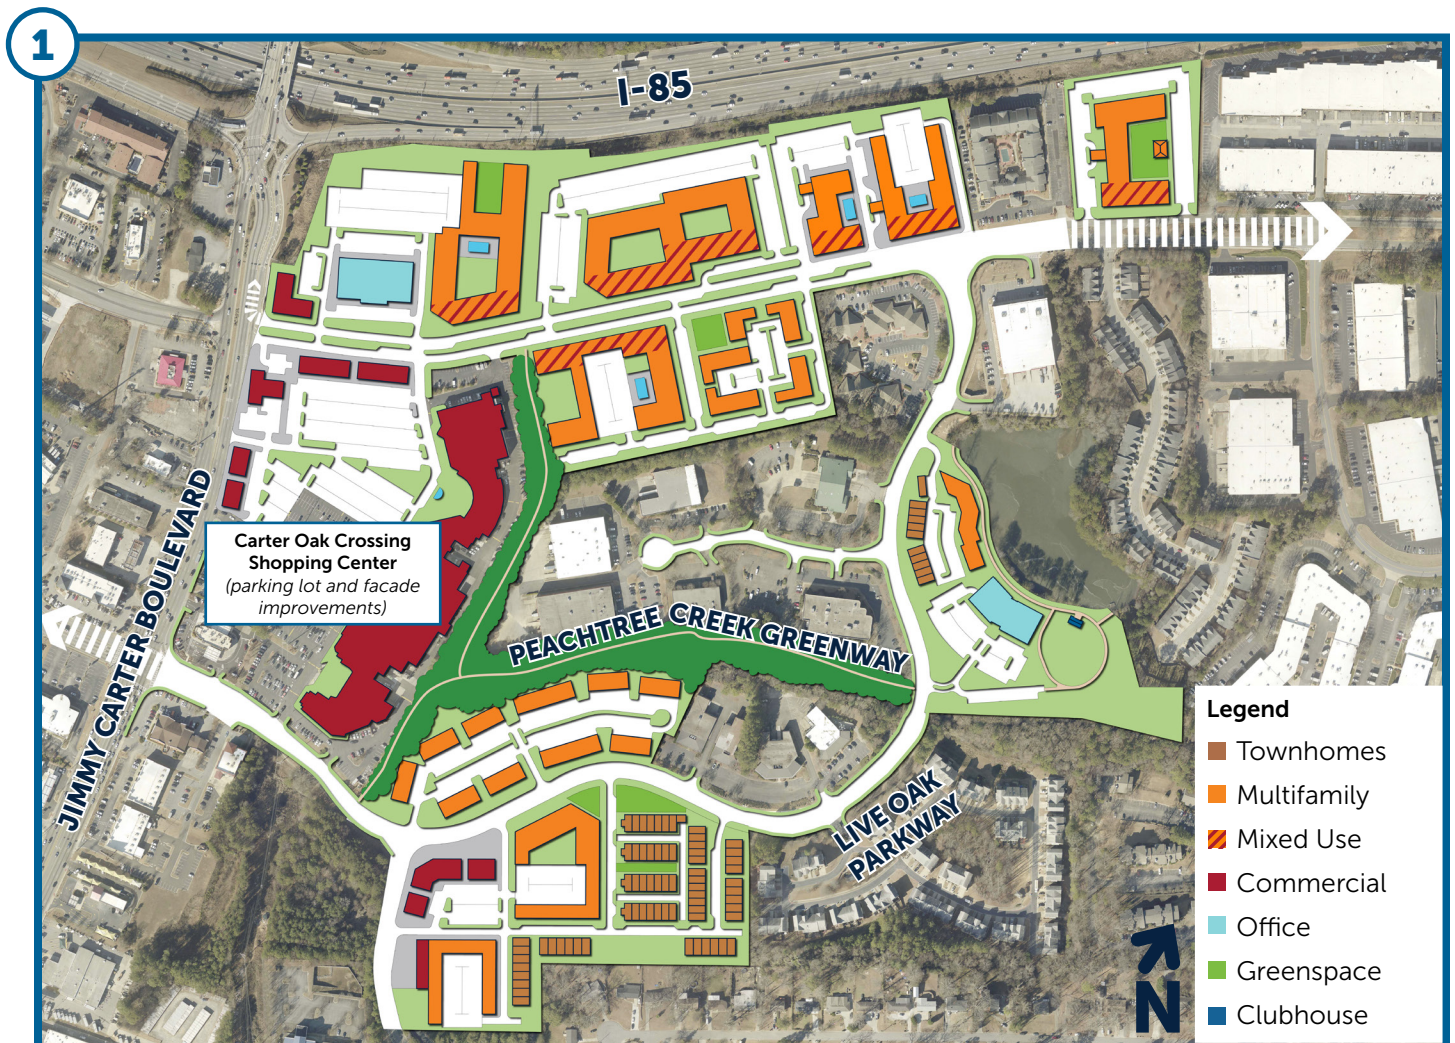 1
I-85
JIMMY CARTER BOULEVARD
Carter Oak Crossing
Shopping Center
(parking lot and facade
improvements)
PEACHTREE CREEK GREENWAY
LIVE OAK
PARKWAY
N
Legend
Townhomes
Multifamily
Mixed Use
Commercial
Office
Greenspace
Clubhouse